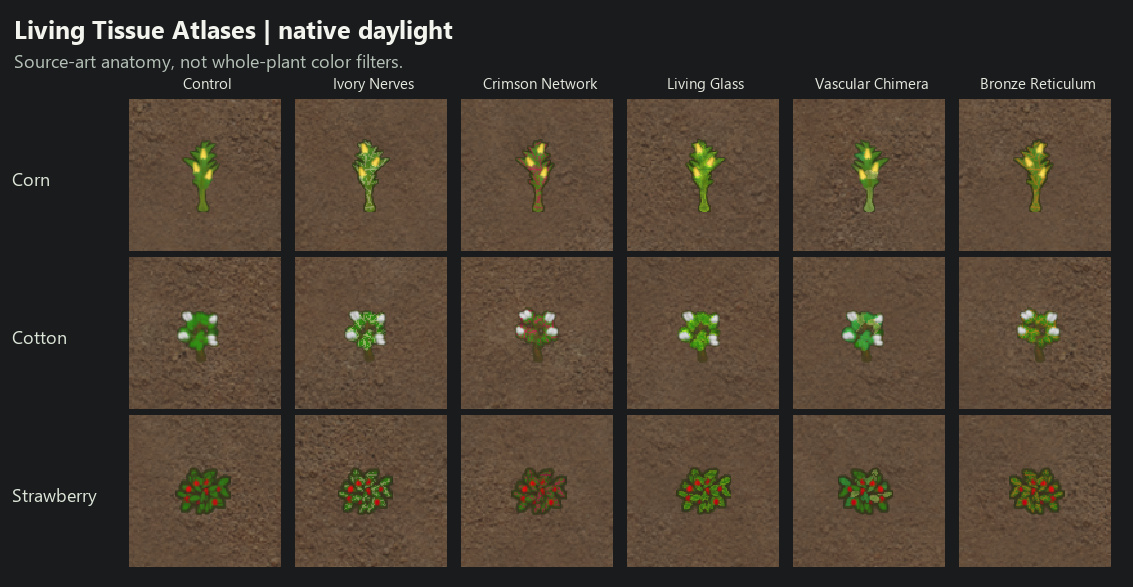 Living Tissue Atlases | native daylight
Source-art anatomy, not whole-plant color filters.
Control Ivory Nerves Crimson Network Living Glass Vascular Chimera Bronze Reticulum
Corn
Cotton
Strawberry